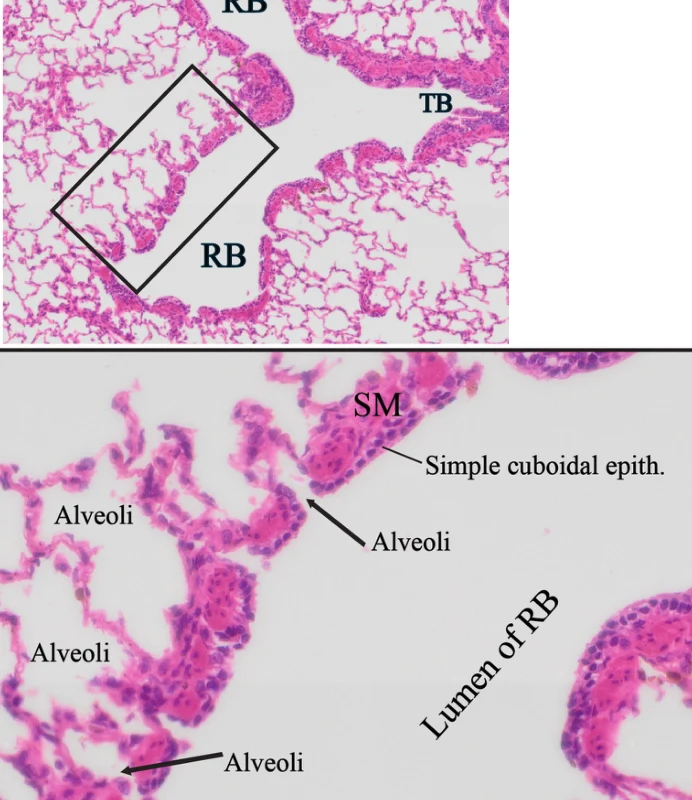 RB
TB
RB
SM
Simple cuboidal epith.
Alveoli
Alveoli
Lumen of RB
Alveoli
Alveoli